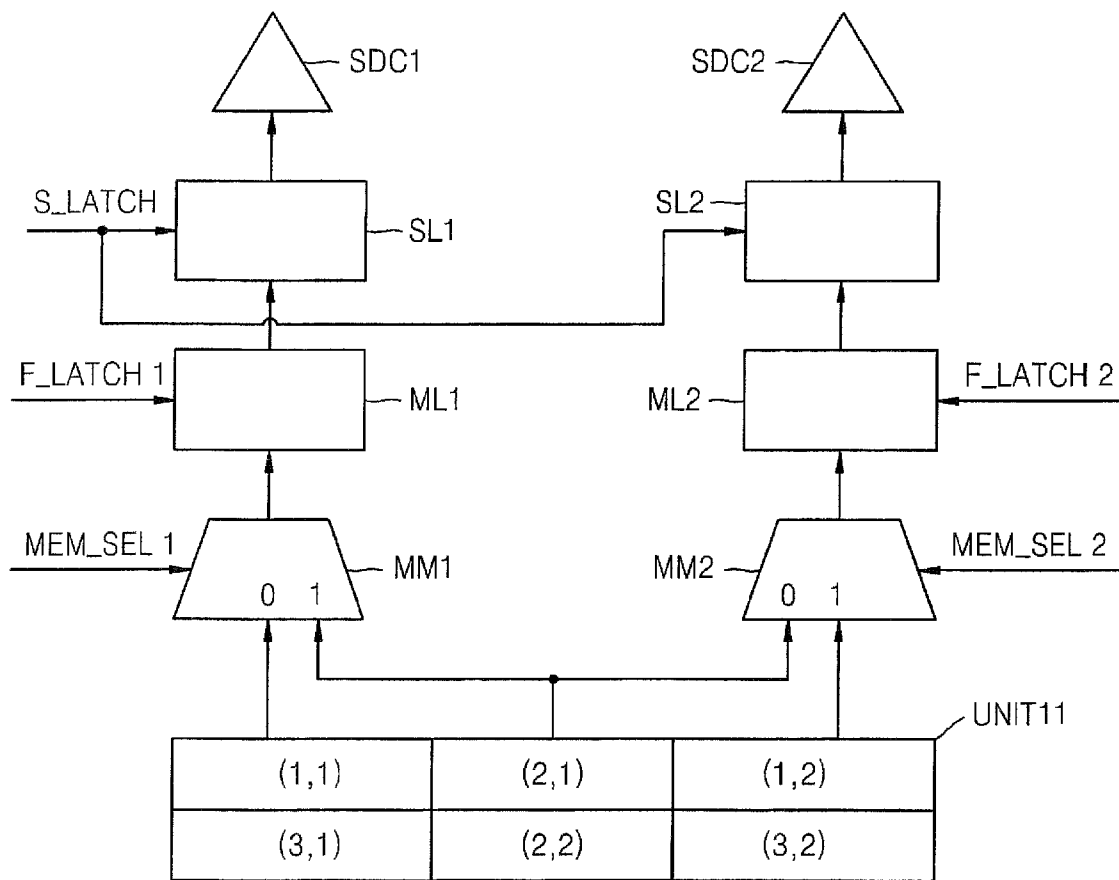 SDC1
SDC2
S_LATCH
SL1
SL2
F_LATCH 1
ML1
ML2
F_LATCH 2
MEM_SEL 1
0 1
MM1
MM2
0 1
MEM_SEL 2
UNIT11
(1,1) (2,1) (1,2)
(3,1) (2,2) (3,2)